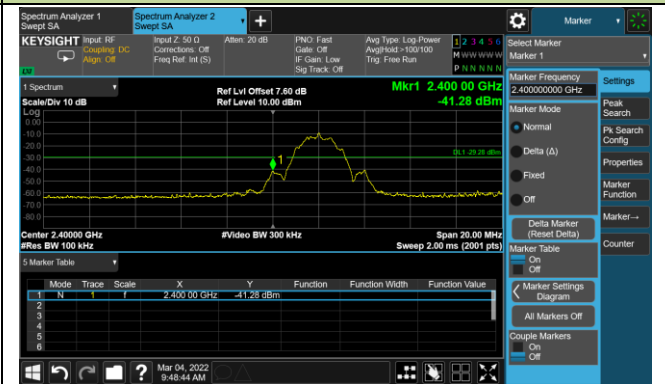 Spectrum Analyzer 1
Swept SA
Spectrum Analyzer 2
Swept SA
+
Marker
KEYSIGHT
Input: RF
Coupling: DC
Align: Off
Input Z: 50 Ω
Corrections: Off
Freq Ref: Int (S)
Atten: 20 dB
PNO: Fast
Gate: Off
IF Gain: Low
Sig Track: Off
Avg Type: Log-Power
Avg|Hold:>100/100
Trig: Free Run
1 2 3 4 5 6
M W W W W W
P N N N N N
LW
Select Marker
Marker 1
1 Spectrum
Scale/Div 10 dB
Ref Lvl Offset 7.60 dB
Ref Level 10.00 dBm
Mkr1 2.400 00 GHz
-41.28 dBm
Log
0.00
-10.0
-20.0
-30.0
-40.0
-50.0
-60.0
-70.0
-80.0
1
DL1 -29.28 dBm
Center 2.40000 GHz
#Res BW 100 kHz
#Video BW 300 kHz
Span 20.00 MHz
Sweep 2.00 ms (2001 pts)
5 Marker Table
Mode Trace Scale X Y Function Function Width Function Value
1 N 1 f 2.400 00 GHz -41.28 dBm
2
3
4
5
6
Marker Frequency
2.400000000 GHz
Marker Mode
Normal
Delta (Δ)
Fixed
Off
Delta Marker
(Reset Delta)
Marker Table
On
Off
Marker Settings
Diagram
All Markers Off
Couple Markers
On
Off
Settings
Peak
Search
Pk Search
Config
Properties
Marker
Function
Marker→
Counter
?
Mar 04, 2022
9:48:44 AM